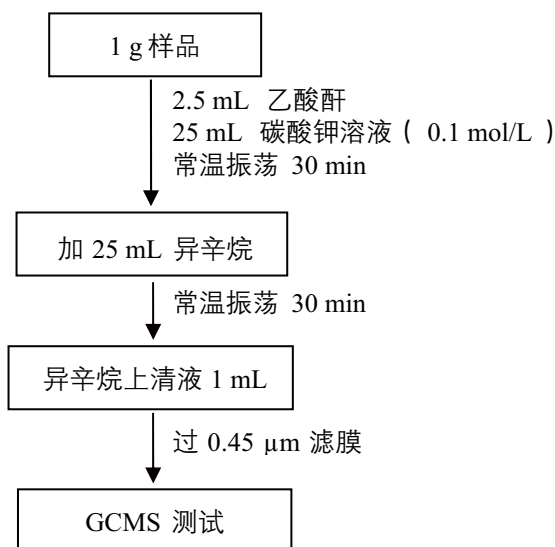 1 g 样品
2.5 mL 乙酸酐
25 mL 碳酸钾溶液( 0.1 mol/L )
常温振荡 30 min
加 25 mL 异辛烷
常温振荡 30 min
异辛烷上清液 1 mL
过 0.45 μm 滤膜
GCMS 测试